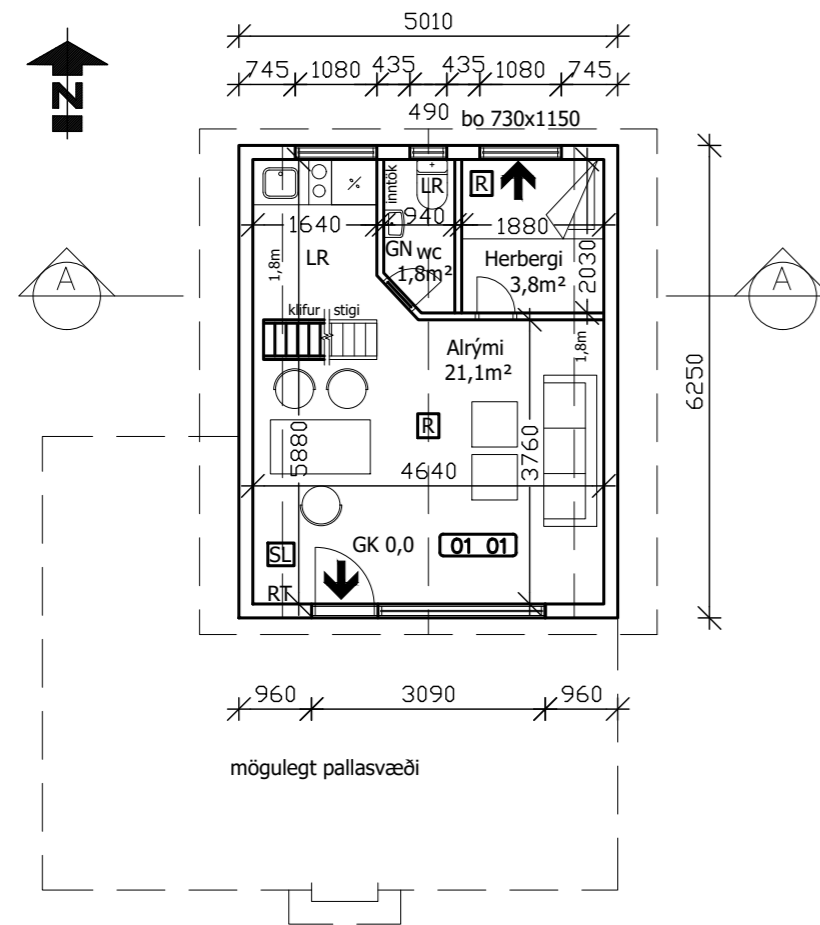 5010
745 1080 435 435 1080 745
490 bo 730x1150
N
inntök
LR
R
1640 940 1880
LR
GN wc
1,8m²
Herbergi
3,8m²
2030
1,8m
A
A
klifur stigi
Alrými
21,1m²
1,8m
6250
R
5880
3760
4640
GK 0,0
01 01
SL
RT
960 3090 960
mögulegt pallasvæði